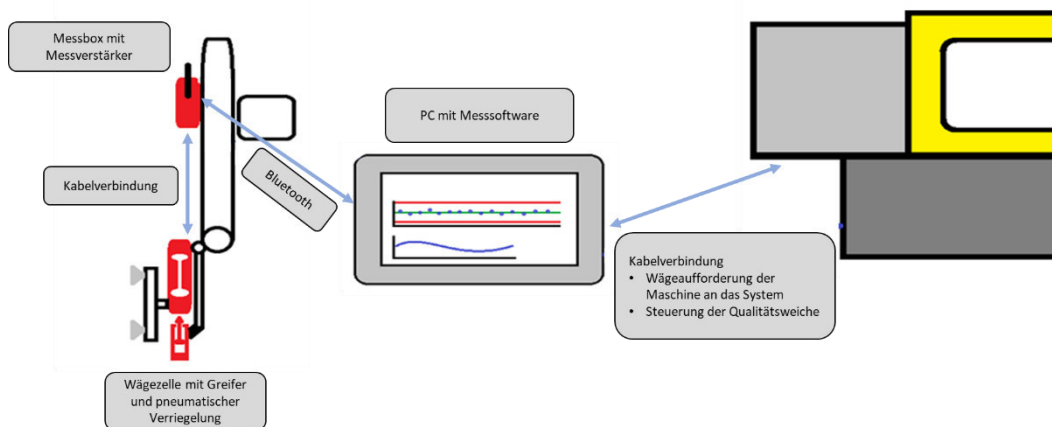 Messbox mit
Messverstärker
Kabelverbindung
Bluetooth
PC mit Messsoftware
Kabelverbindung
• Wägeaufforderung der
Maschine an das System
• Steuerung der Qualitätsweiche
Wägezelle mit Greifer
und pneumatischer
Verriegelung